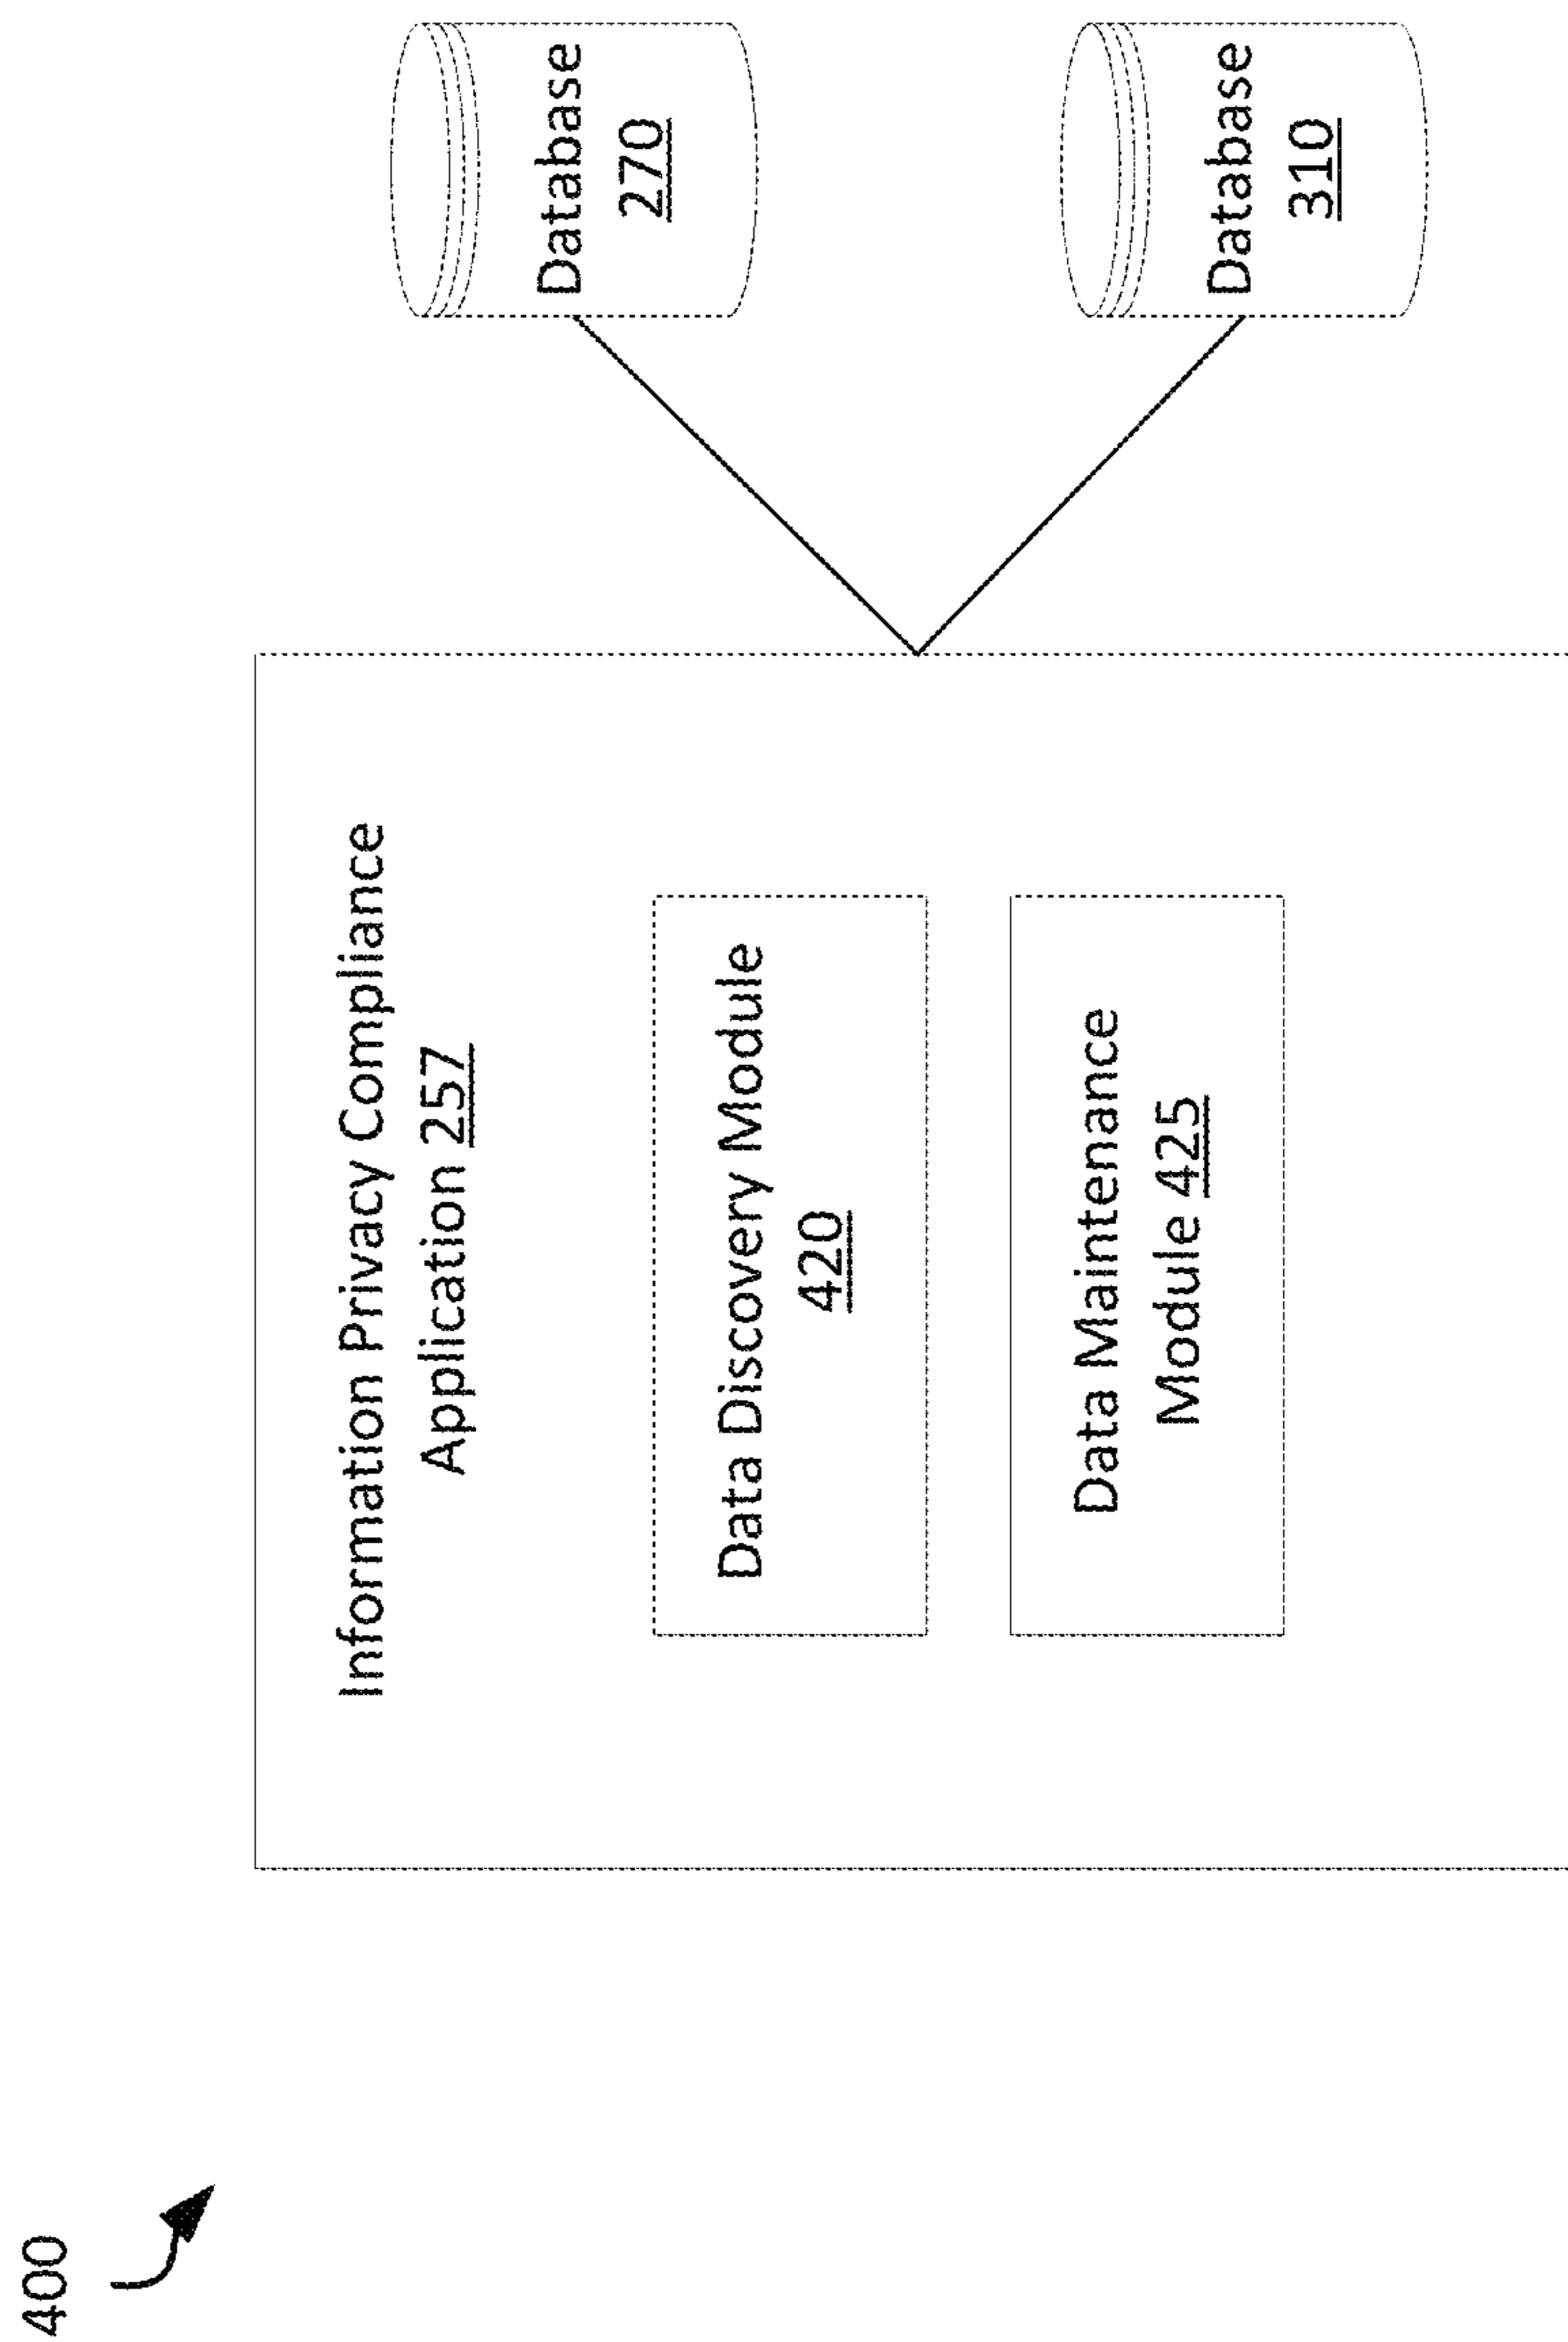 400
Information Privacy Compliance
Application 257
Data Discovery Module
420
Data Maintenance
Module 425
Database
270
Database
310